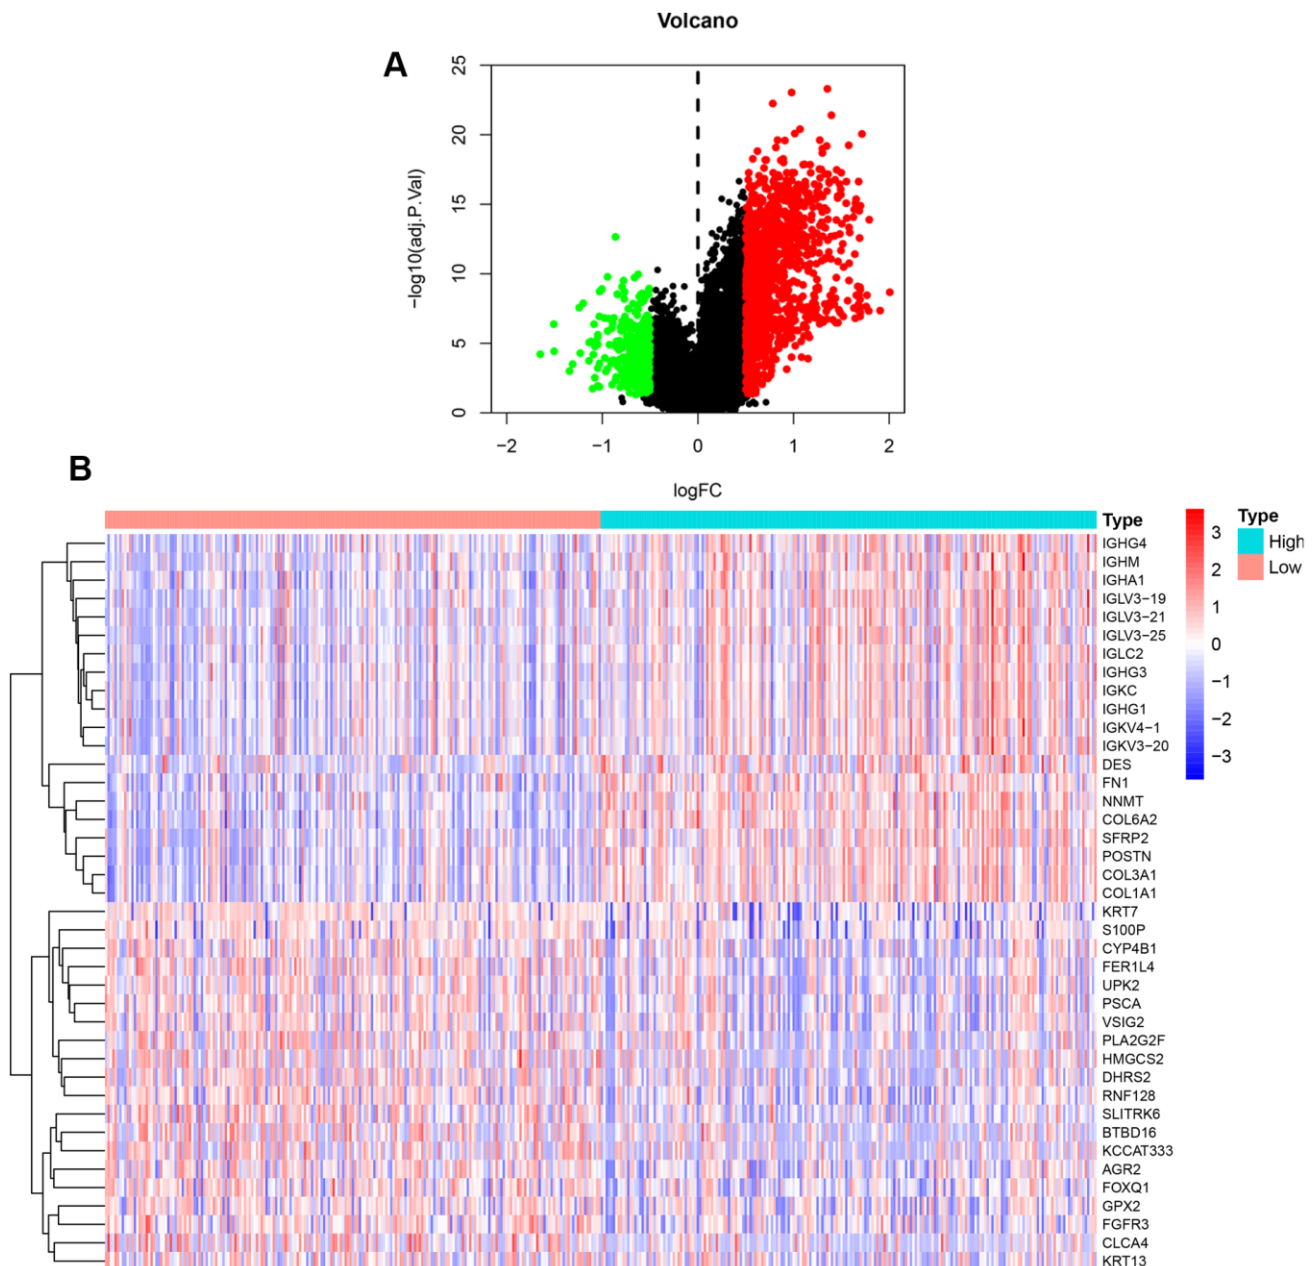 Volcano
A
25
20
15
10
5
0
−log10(adj.P.Val)
−2 −1 0 1 2
logFC
B
Type
IGHG4
IGHM
IGHA1
IGLV3−19
IGLV3−21
IGLV3−25
IGLC2
IGHG3
IGKC
IGHG1
IGKV4−1
IGKV3−20
DES
FN1
NNMT
COL6A2
SFRP2
POSTN
COL3A1
COL1A1
KRT7
S100P
CYP4B1
FER1L4
UPK2
PSCA
VSIG2
PLA2G2F
HMGCS2
DHRS2
RNF128
SLITRK6
BTBD16
KCCAT333
AGR2
FOXQ1
GPX2
FGFR3
CLCA4
KRT13
3
2
1
0
−1
−2
−3
Type
High
Low